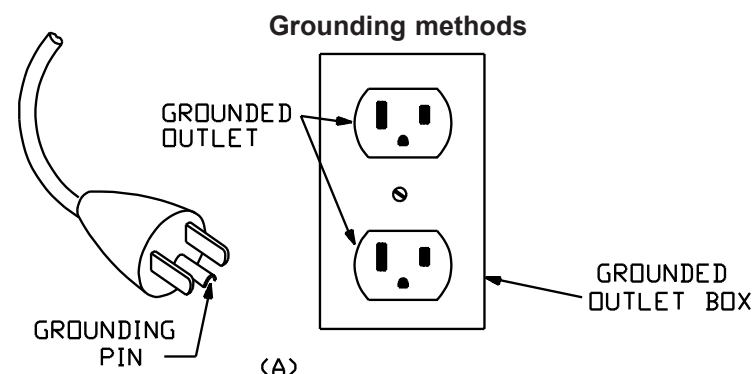 Grounding methods
GROUNDED
OUTLET
GROUNDED
OUTLET BOX
GROUNDING
PIN
(A)